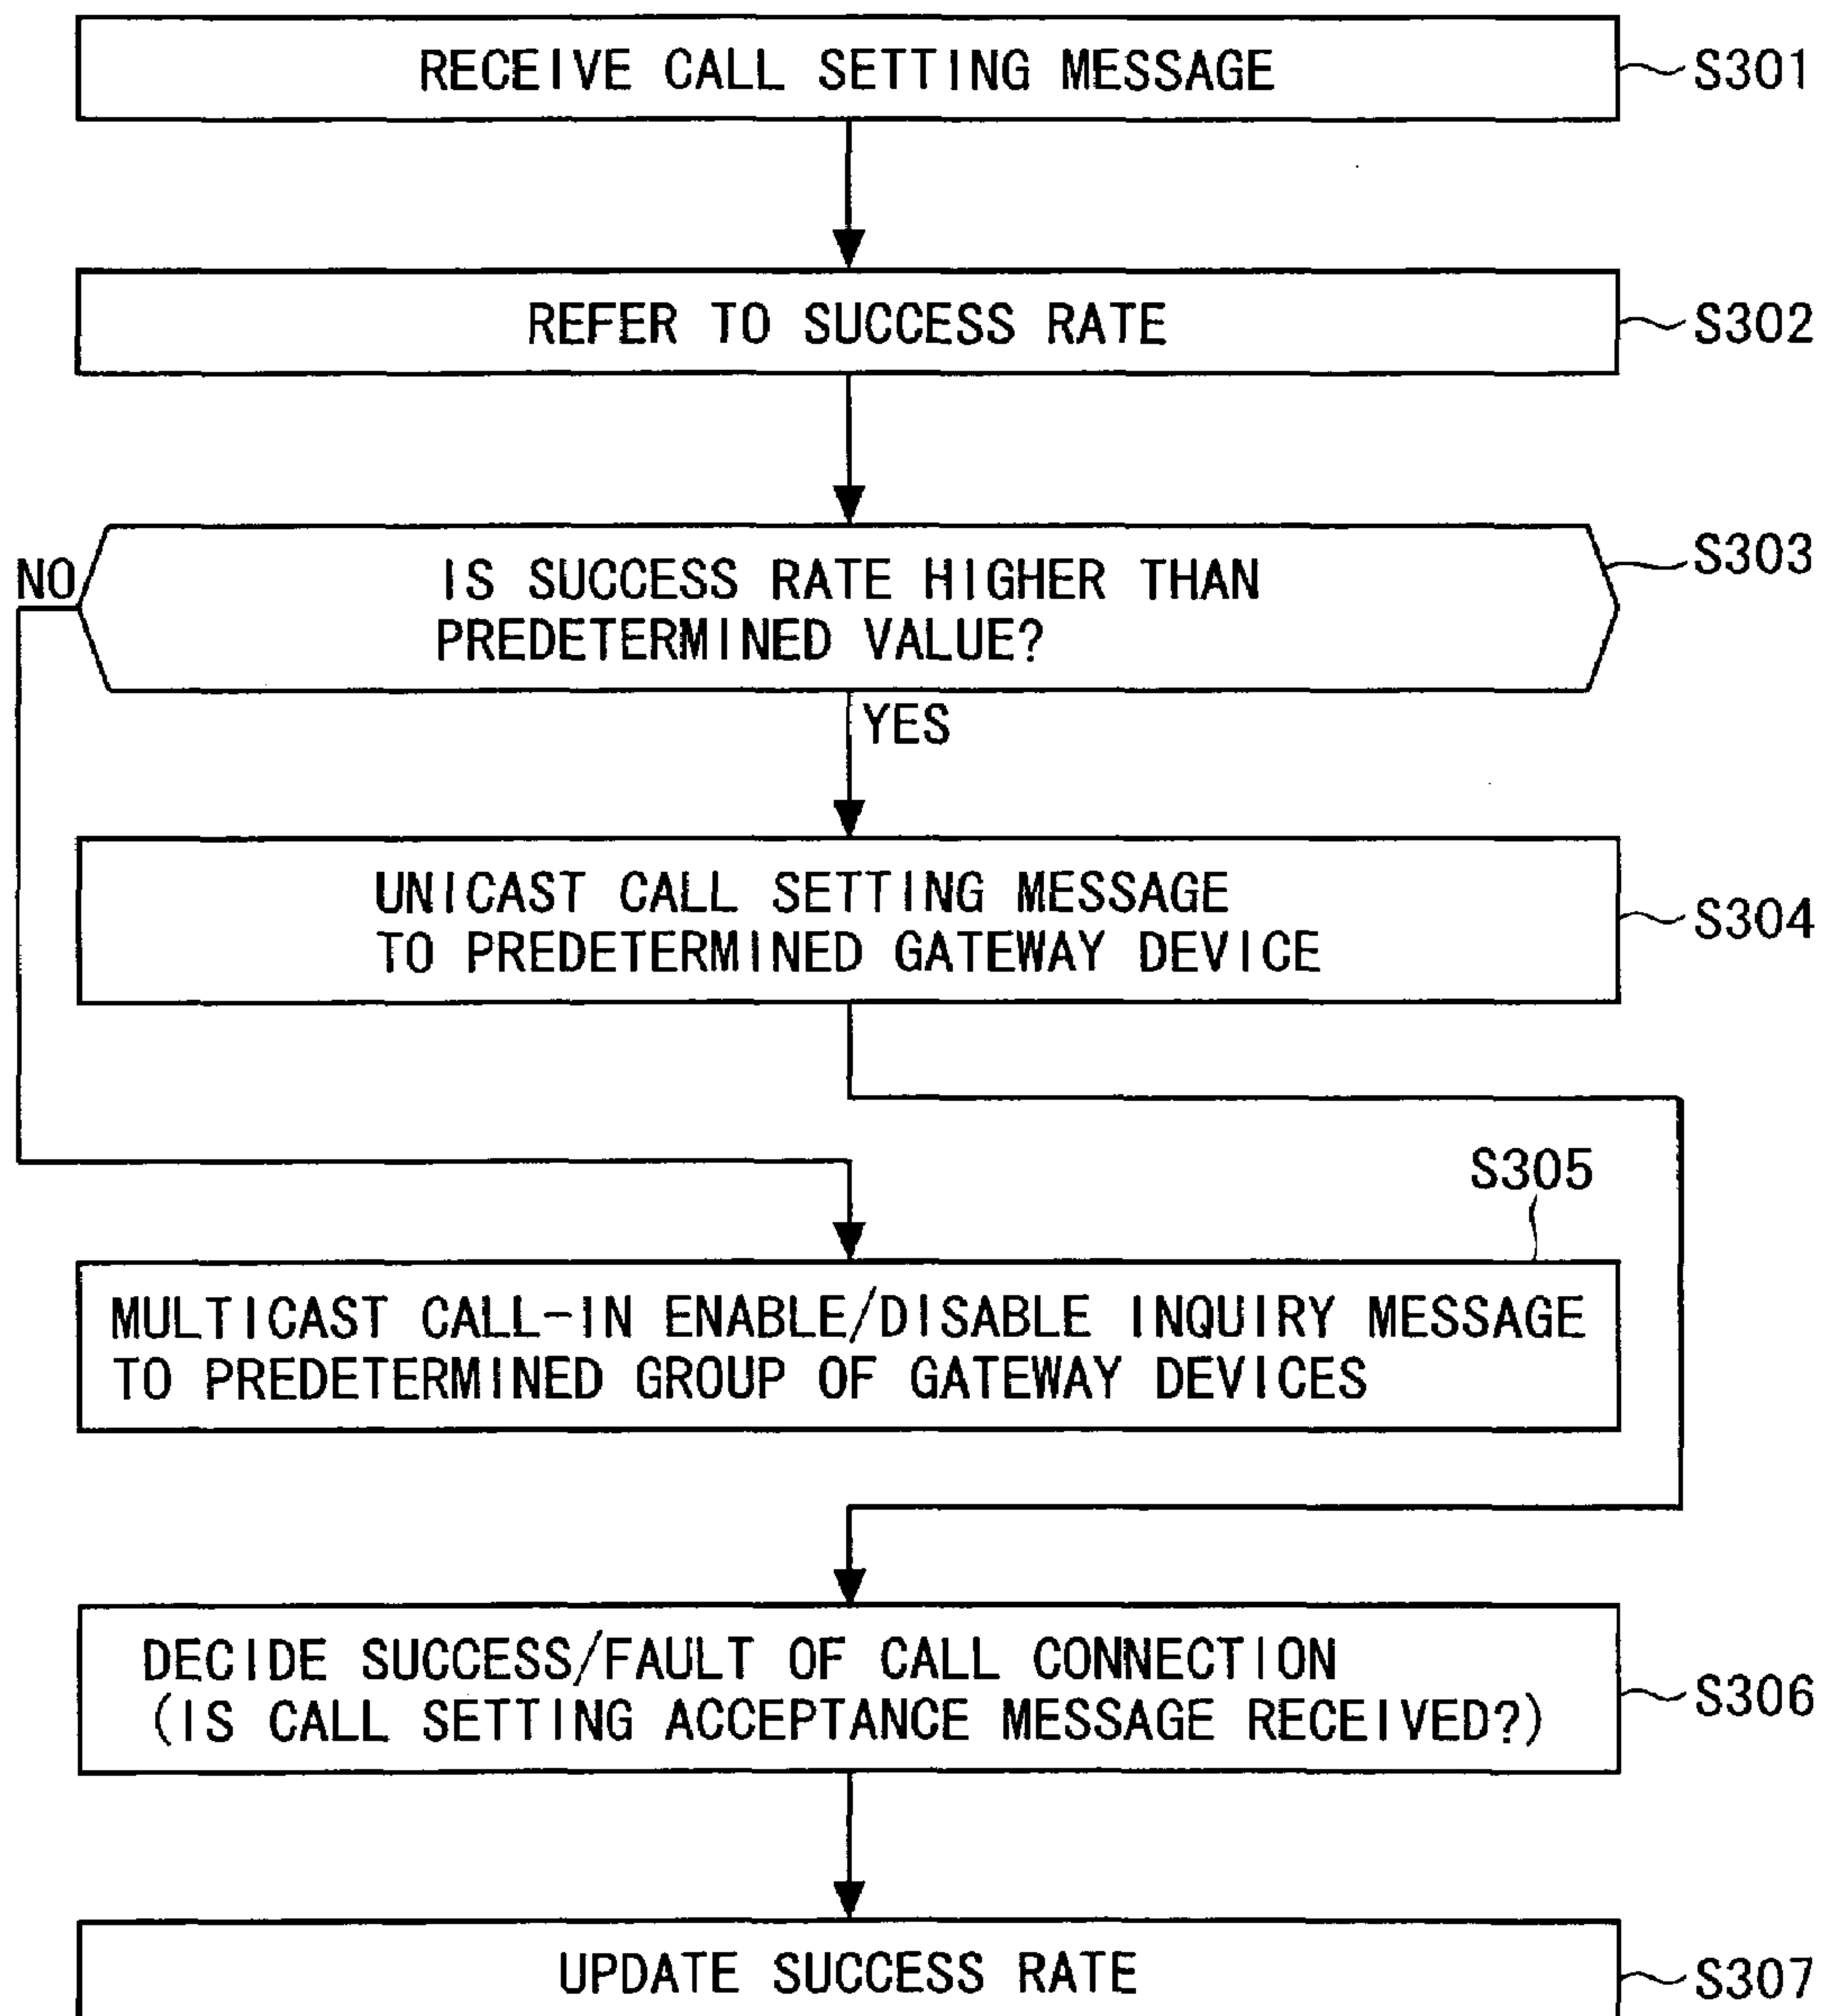 RECEIVE CALL SETTING MESSAGE
S301
REFER TO SUCCESS RATE
S302
NO
IS SUCCESS RATE HIGHER THAN
PREDETERMINED VALUE?
S303
YES
UNICAST CALL SETTING MESSAGE
TO PREDETERMINED GATEWAY DEVICE
S304
S305
MULTICAST CALL-IN ENABLE/DISABLE INQUIRY MESSAGE
TO PREDETERMINED GROUP OF GATEWAY DEVICES
DECIDE SUCCESS/FAULT OF CALL CONNECTION
(IS CALL SETTING ACCEPTANCE MESSAGE RECEIVED?)
S306
UPDATE SUCCESS RATE
S307